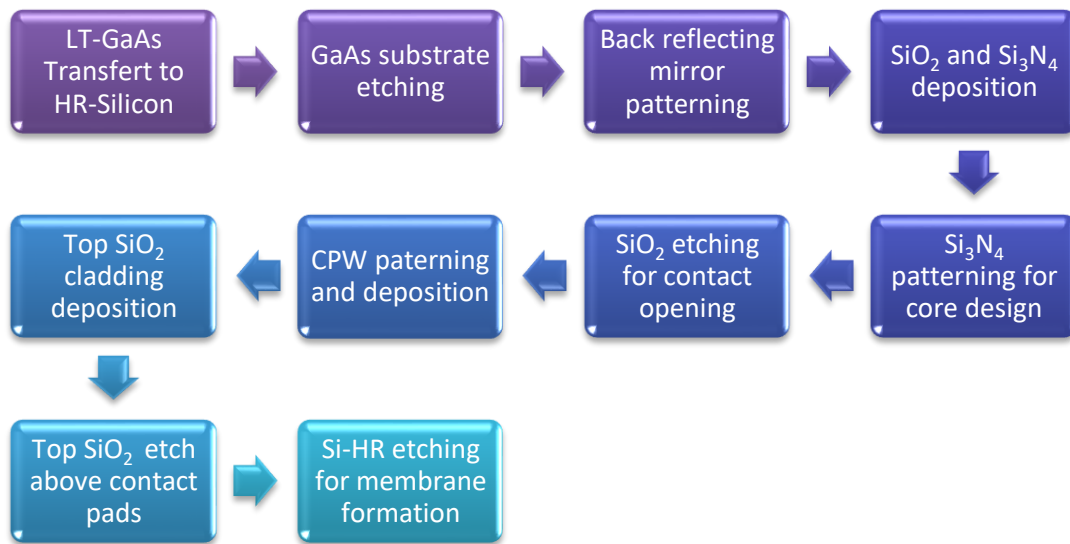 LT-GaAs
Transfert to
HR-Silicon
GaAs substrate
etching
Back reflecting
mirror
patterning
SiO₂ and Si₃N₄
deposition
Si₃N₄
patterning for
core design
SiO₂ etching
for contact
opening
CPW paterning
and deposition
Top SiO₂
cladding
deposition
Top SiO₂ etch
above contact
pads
Si-HR etching
for membrane
formation